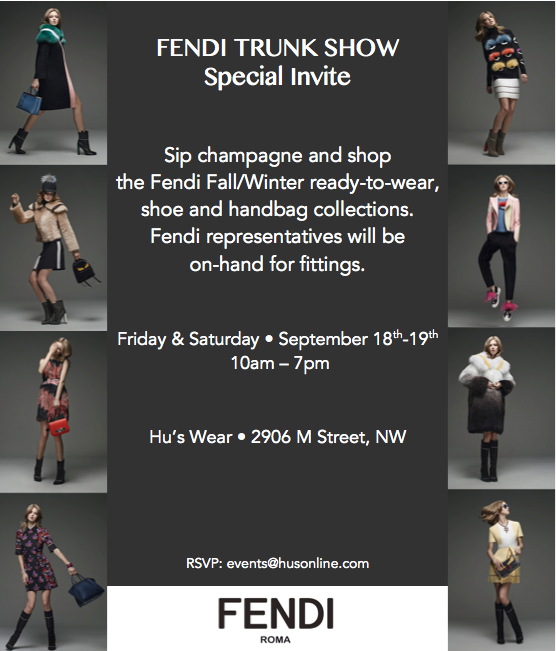 FENDI TRUNK SHOW
Special Invite
Sip champagne and shop
the Fendi Fall/Winter ready-to-wear,
shoe and handbag collections.
Fendi representatives will be
on-hand for fittings.
Friday & Saturday • September 18th-19th
10am – 7pm
Hu's Wear • 2906 M Street, NW
RSVP: events@husonline.com
FENDI
ROMA